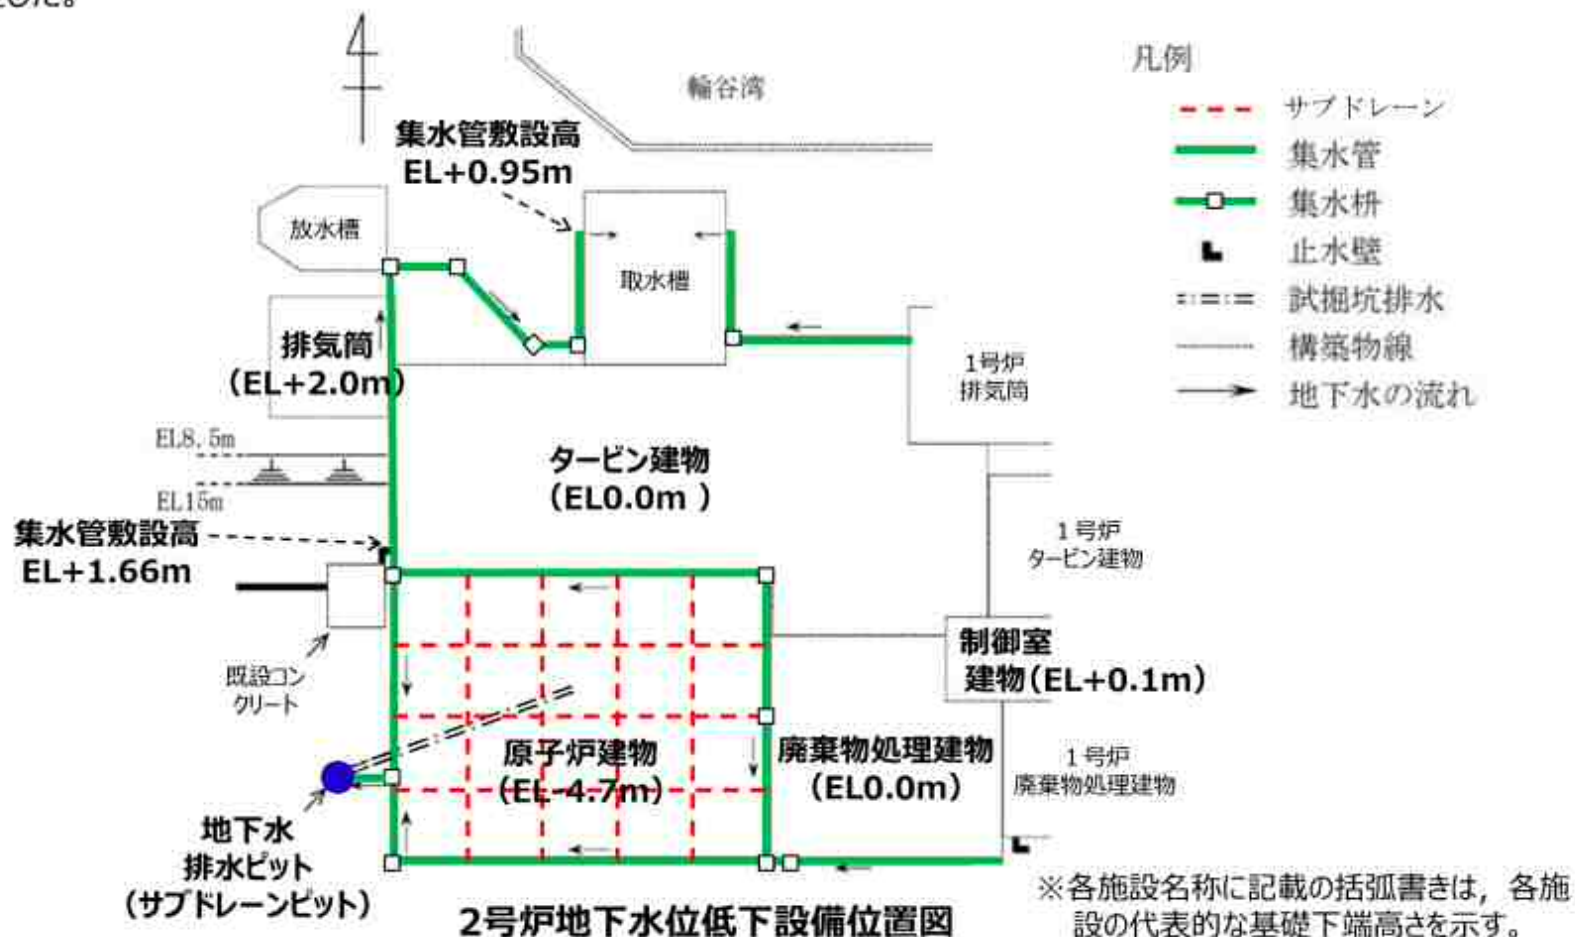 した。
輪谷湾
凡例
サブドレーン
集水管
集水枡
止水壁
試掘坑排水
構築物線
地下水の流れ
集水管敷設高
EL+0.95m
放水槽
取水槽
排気筒
（EL+2.0m）
1号炉
排気筒
EL8.5m
EL15m
タービン建物
（EL0.0m ）
集水管敷設高
EL+1.66m
1号炉
タービン建物
既設コン
クリート
制御室
建物(EL+0.1m)
原子炉建物
（EL-4.7m）
廃棄物処理建物
（EL0.0m）
1号炉
廃棄物処理建物
地下水
排水ピット
（サブドレーンピット）
2号炉地下水位低下設備位置図
※各施設名称に記載の括弧書きは，各施
設の代表的な基礎下端高さを示す。